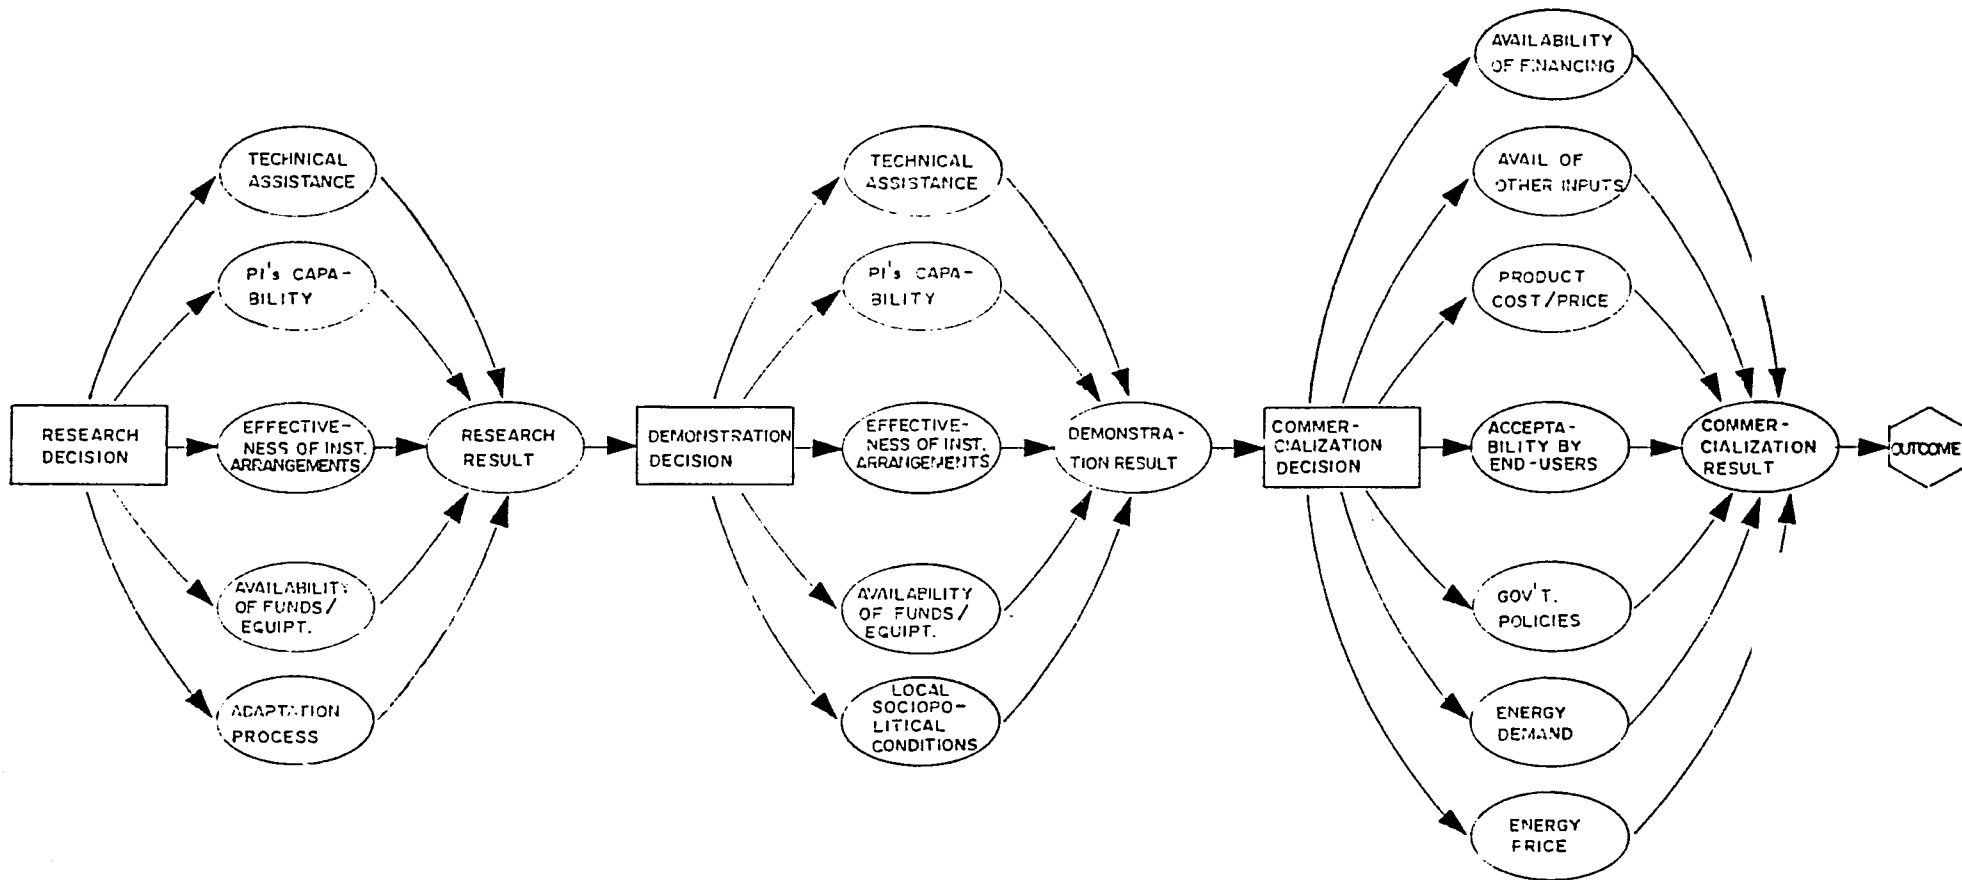 RESEARCH
DECISION
TECHNICAL
ASSISTANCE
PI's CAPA-
BILITY
EFFECTIVE-
NESS OF INST.
ARRANGEMENTS
AVAILABILITY
OF FUNDS/
EQUIPT.
ADAPTATION
PROCESS
RESEARCH
RESULT
DEMONSTRATION
DECISION
TECHNICAL
ASSISTANCE
PI's CAPA-
BILITY
EFFECTIVE-
NESS OF INST.
ARRANGEMENTS
AVAILABILITY
OF FUNDS/
EQUIPT.
LOCAL
SOCIOPO-
LITICAL
CONDITIONS
DEMONSTRA-
TION RESULT
COMMER-
CIALIZATION
DECISION
AVAILABILITY
OF FINANCING
AVAIL OF
OTHER INPUTS
PRODUCT
COST/PRICE
ACCEPTA-
BILITY BY
END-USERS
GOV'T.
POLICIES
ENERGY
DEMAND
ENERGY
PRICE
COMMER-
CIALIZATION
RESULT
OUTCOME